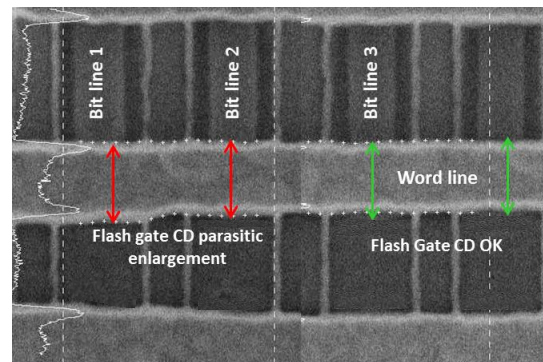 Bit line 1
Bit line 2
Bit line 3
Word line
Flash gate CD parasitic
enlargement
Flash Gate CD OK